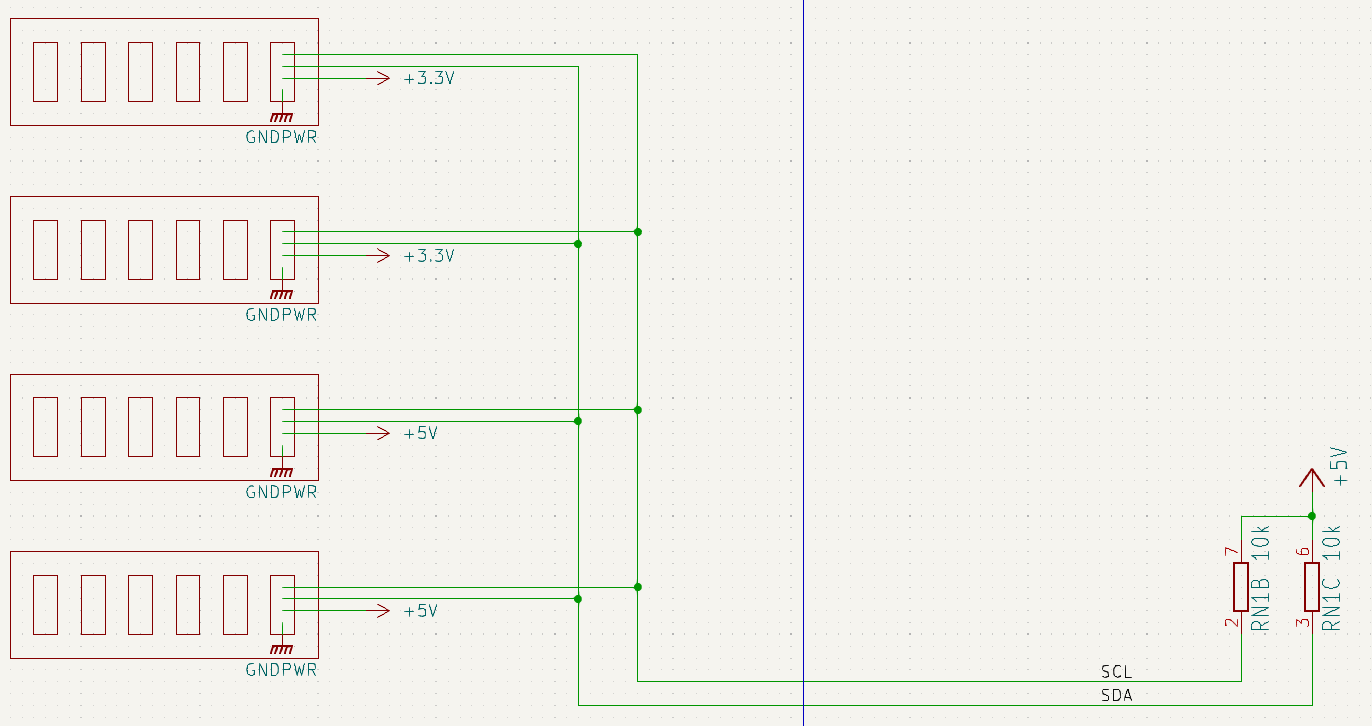 +3.3V
GNDPWR
+3.3V
GNDPWR
+5V
GNDPWR
+5V
GNDPWR
+5V
7
RN1B 10k
2
6
RN1C 10k
3
SCL
SDA